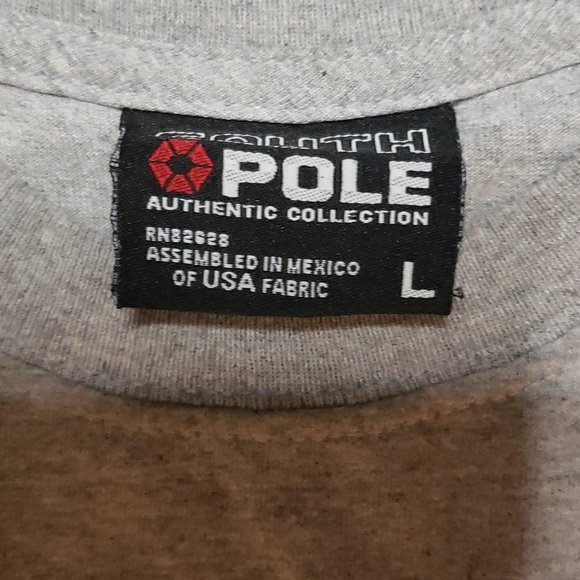 SOUTH
POLE
AUTHENTIC COLLECTION
RN82628
ASSEMBLED IN MEXICO
OF USA FABRIC
L